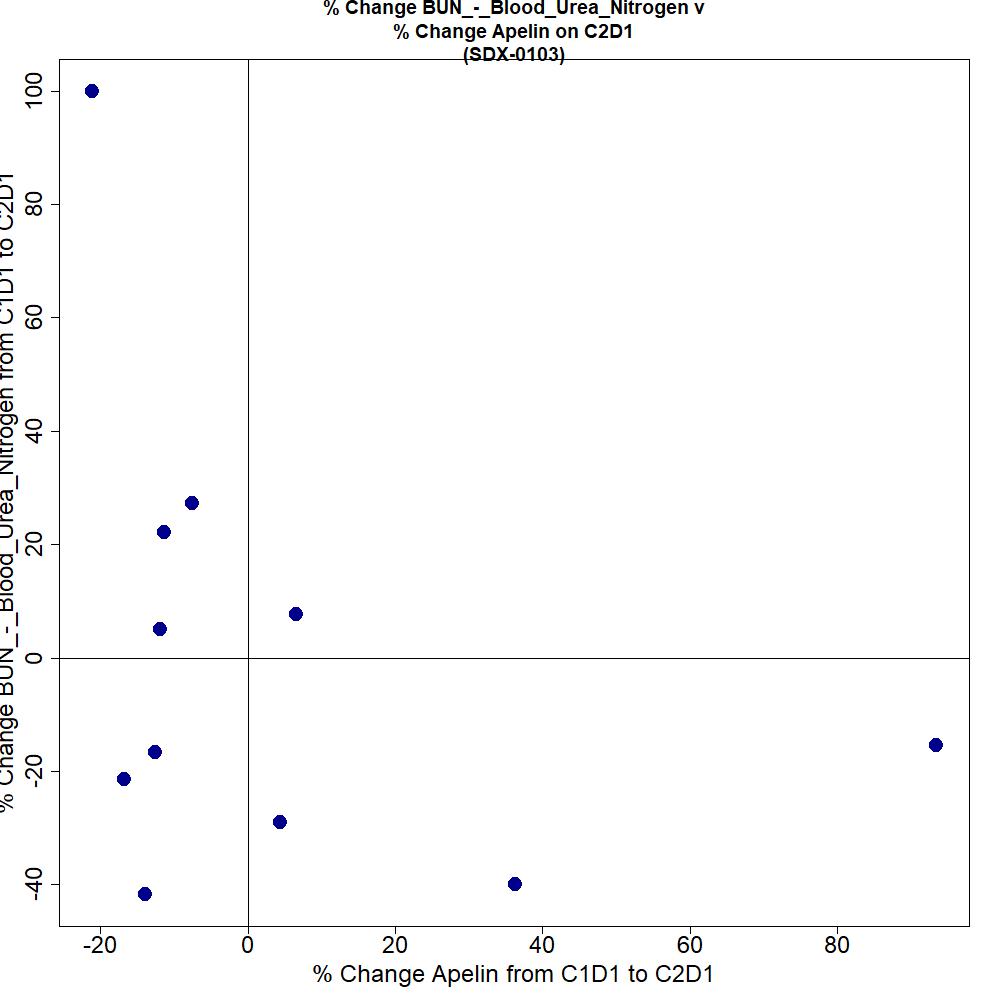 % Change BUN_-_Blood_Urea_Nitrogen v
% Change Apelin on C2D1
(SDX-0103)
% Change BUN_-_Blood_Urea_Nitrogen from C1D1 to C2D1
100
80
60
40
20
0
-20
-40
-20 0 20 40 60 80
% Change Apelin from C1D1 to C2D1